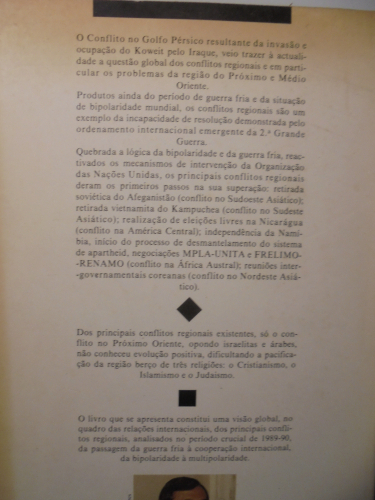 O Conflito no Golfo Pérsico resultante da invasão e
ocupação do Koweit pelo Iraque, veio trazer à actuali-
dade a questão global dos conflitos regionais e em parti-
cular os problemas da região do Próximo e Médio
Oriente.
Produtos ainda do período de guerra fria e da situação
de bipolaridade mundial, os conflitos regionais são um
exemplo da incapacidade de resolução demonstrada pelo
ordenamento internacional emergente da 2.ª Grande
Guerra.
Quebrada a lógica da bipolaridade e da guerra fria, reac-
tivados os mecanismos de intervenção da Organização
das Nações Unidas, os principais conflitos regionais
deram os primeiros passos na sua superação: retirada
soviética do Afeganistão (conflito no Sudoeste Asiático);
retirada vietnamita do Kampuchea (conflito no Sudeste
Asiático); realização de eleições livres na Nicarágua
(conflito na América Central); independência da Namí-
bia, início do processo de desmantelamento do sistema
de apartheid, negociações MPLA-UNITA e FRELIMO-
-RENAMO (conflito na África Austral); reuniões inter-
-governamentais coreanas (conflito no Nordeste Asiá-
tico).
Dos principais conflitos regionais existentes, só o con-
flito no Próximo Oriente, opondo israelitas e árabes,
não conheceu evolução positiva, dificultando a pacifica-
ção da região berço de três religiões: o Cristianismo, o
Islamismo e o Judaísmo.
O livro que se apresenta constitui uma visão global, no
quadro das relações internacionais, dos principais confli-
tos regionais, analisados no período crucial de 1989-90,
da passagem da guerra fria à cooperação internacional,
da bipolaridade à multipolaridade.